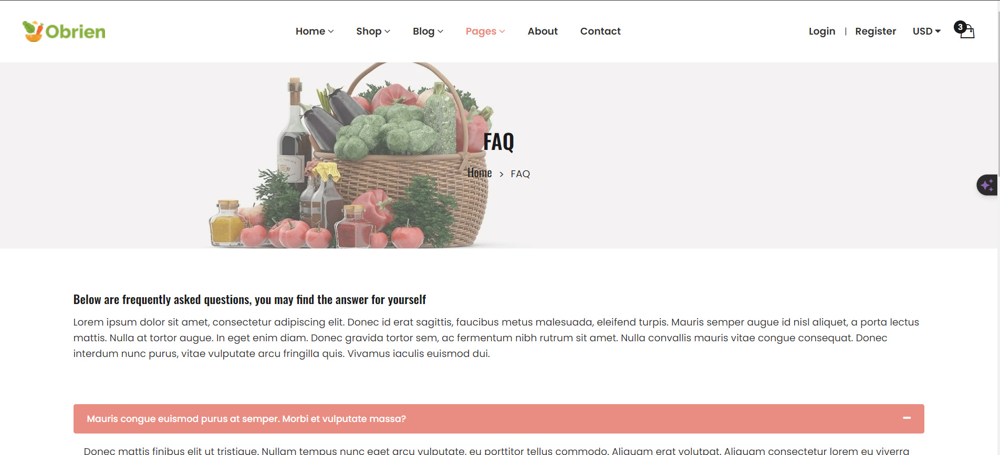 Obrien
Home
Shop
Blog
Pages
About
Contact
Login | Register
USD
3
FAQ
Home > FAQ
Below are frequently asked questions, you may find the answer for yourself
Lorem ipsum dolor sit amet, consectetur adipiscing elit. Donec id erat sagittis, faucibus metus malesuada, eleifend turpis. Mauris semper augue id nisl aliquet, a porta lectus
mattis. Nulla at tortor augue. In eget enim diam. Donec gravida tortor sem, ac fermentum nibh rutrum sit amet. Nulla convallis mauris vitae congue consequat. Donec
interdum nunc purus, vitae vulputate arcu fringilla quis. Vivamus iaculis euismod dui.
Mauris congue euismod purus at semper. Morbi et vulputate massa?
Donec mattis finibus elit ut tristique. Nullam tempus nunc eget arcu vulputate, eu porttitor tellus commodo. Aliquam erat volutpat. Aliquam consectetur lorem eu viverra